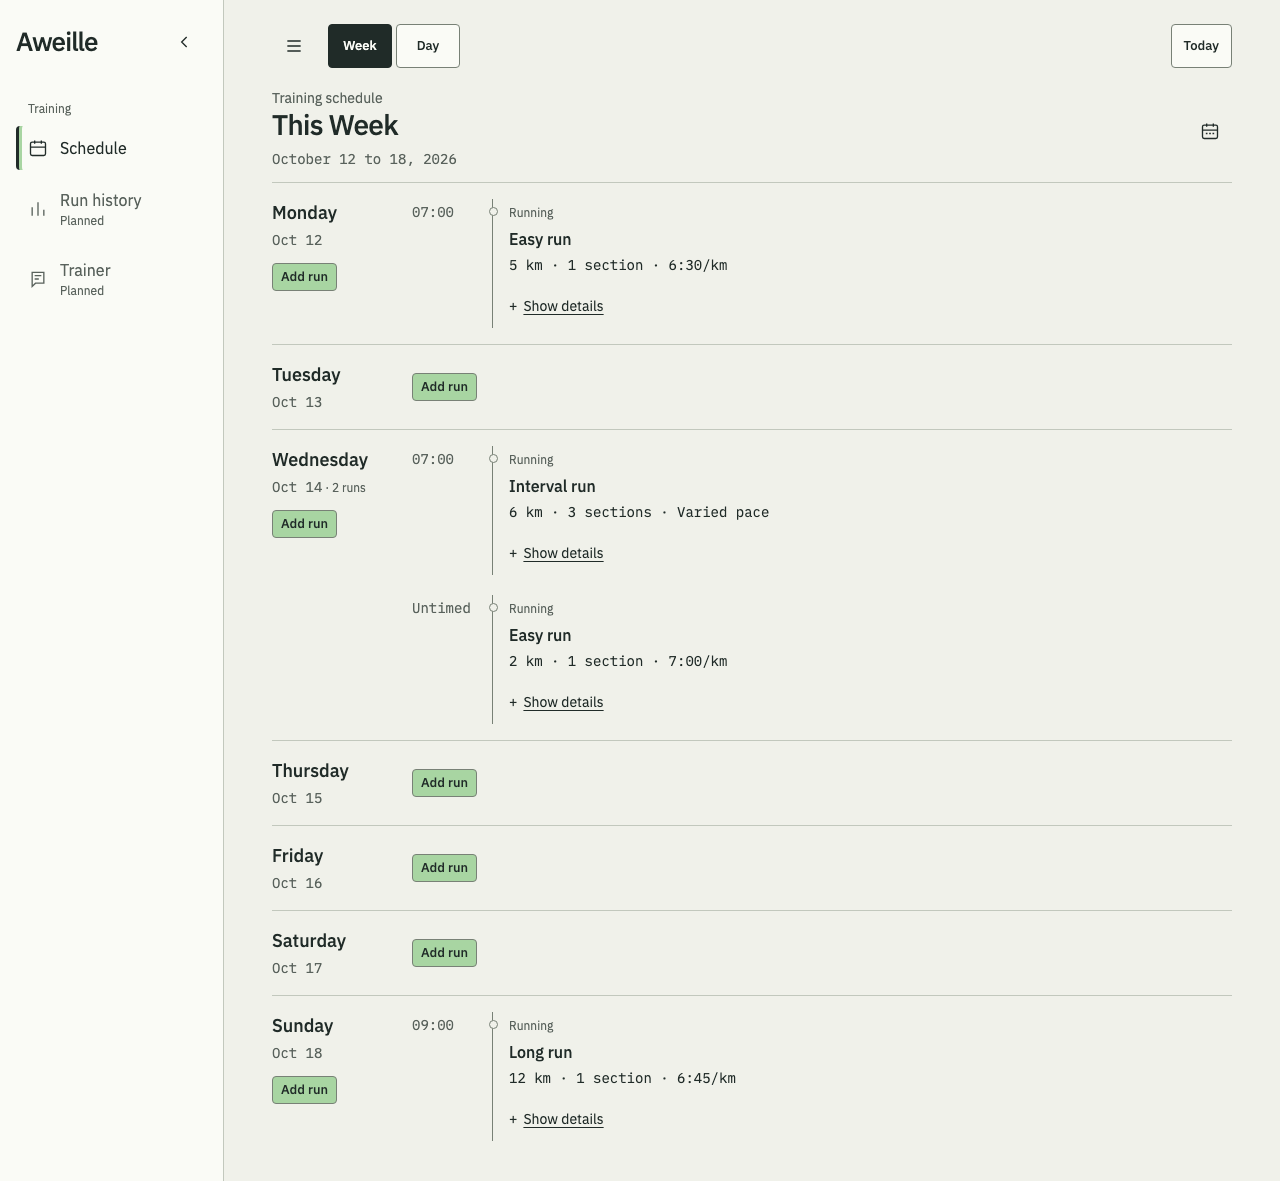 Aweille
Week
Day
Today
Training
Schedule
Run history
Planned
Trainer
Planned
Training schedule
This Week
October 12 to 18, 2026
Monday
Oct 12
Add run
07:00
Running
Easy run
5 km · 1 section · 6:30/km
+ Show details
Tuesday
Oct 13
Add run
Wednesday
Oct 14 · 2 runs
Add run
07:00
Running
Interval run
6 km · 3 sections · Varied pace
+ Show details
Untimed
Running
Easy run
2 km · 1 section · 7:00/km
+ Show details
Thursday
Oct 15
Add run
Friday
Oct 16
Add run
Saturday
Oct 17
Add run
Sunday
Oct 18
Add run
09:00
Running
Long run
12 km · 1 section · 6:45/km
+ Show details